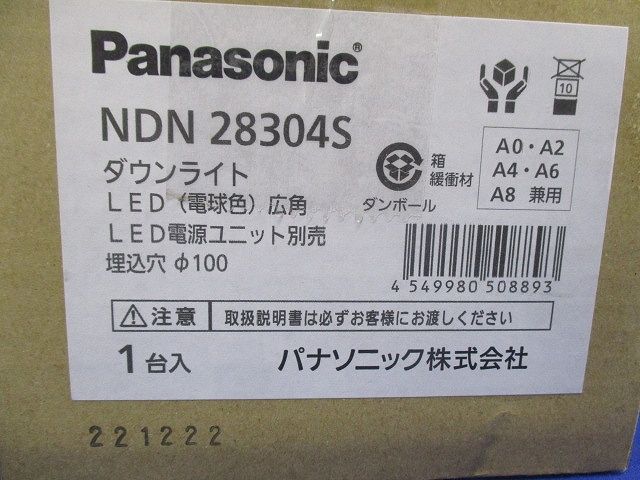 Panasonic®
NDN 28304S
ダウンライト
LED（電球色）広角
LED電源ユニット別売
埋込穴 φ100
10
箱
緩衝材
ダンボール
A0・A2
A4・A6
A8 兼用
4 549980 508893
注意 取扱説明書は必ずお客様にお渡しください
1台入 パナソニック株式会社
221222